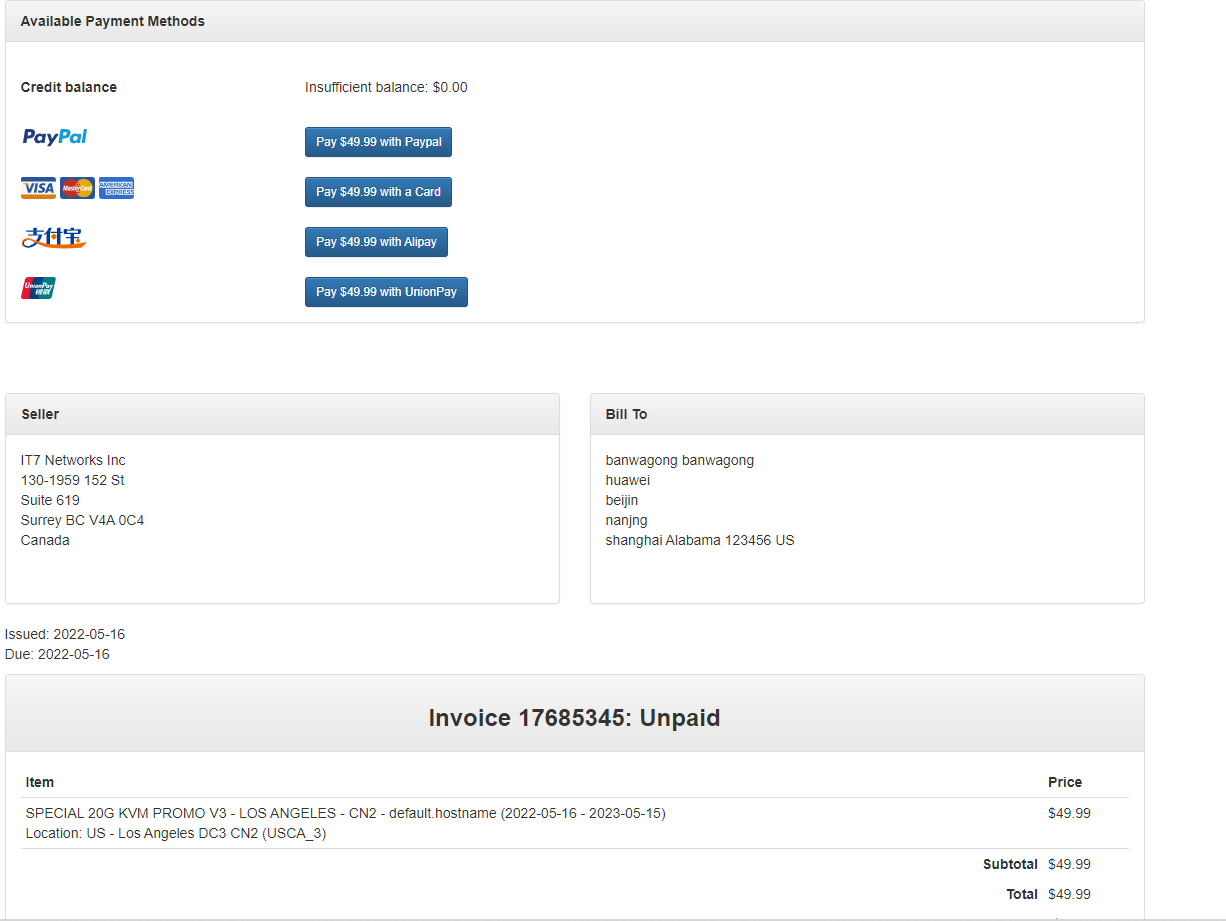 Available Payment Methods
Credit balance
Insufficient balance: $0.00
PayPal
Pay $49.99 with Paypal
VISA MasterCard AMERICAN EXPRESS
Pay $49.99 with a Card
支付宝
Pay $49.99 with Alipay
UnionPay
银联
Pay $49.99 with UnionPay
Seller
IT7 Networks Inc
130-1959 152 St
Suite 619
Surrey BC V4A 0C4
Canada
Bill To
banwagong banwagong
huawei
beijin
nanjng
shanghai Alabama 123456 US
Issued: 2022-05-16
Due: 2022-05-16
Invoice 17685345: Unpaid
Item Price
SPECIAL 20G KVM PROMO V3 - LOS ANGELES - CN2 - default.hostname (2022-05-16 - 2023-05-15) $49.99
Location: US - Los Angeles DC3 CN2 (USCA_3)
Subtotal $49.99
Total $49.99